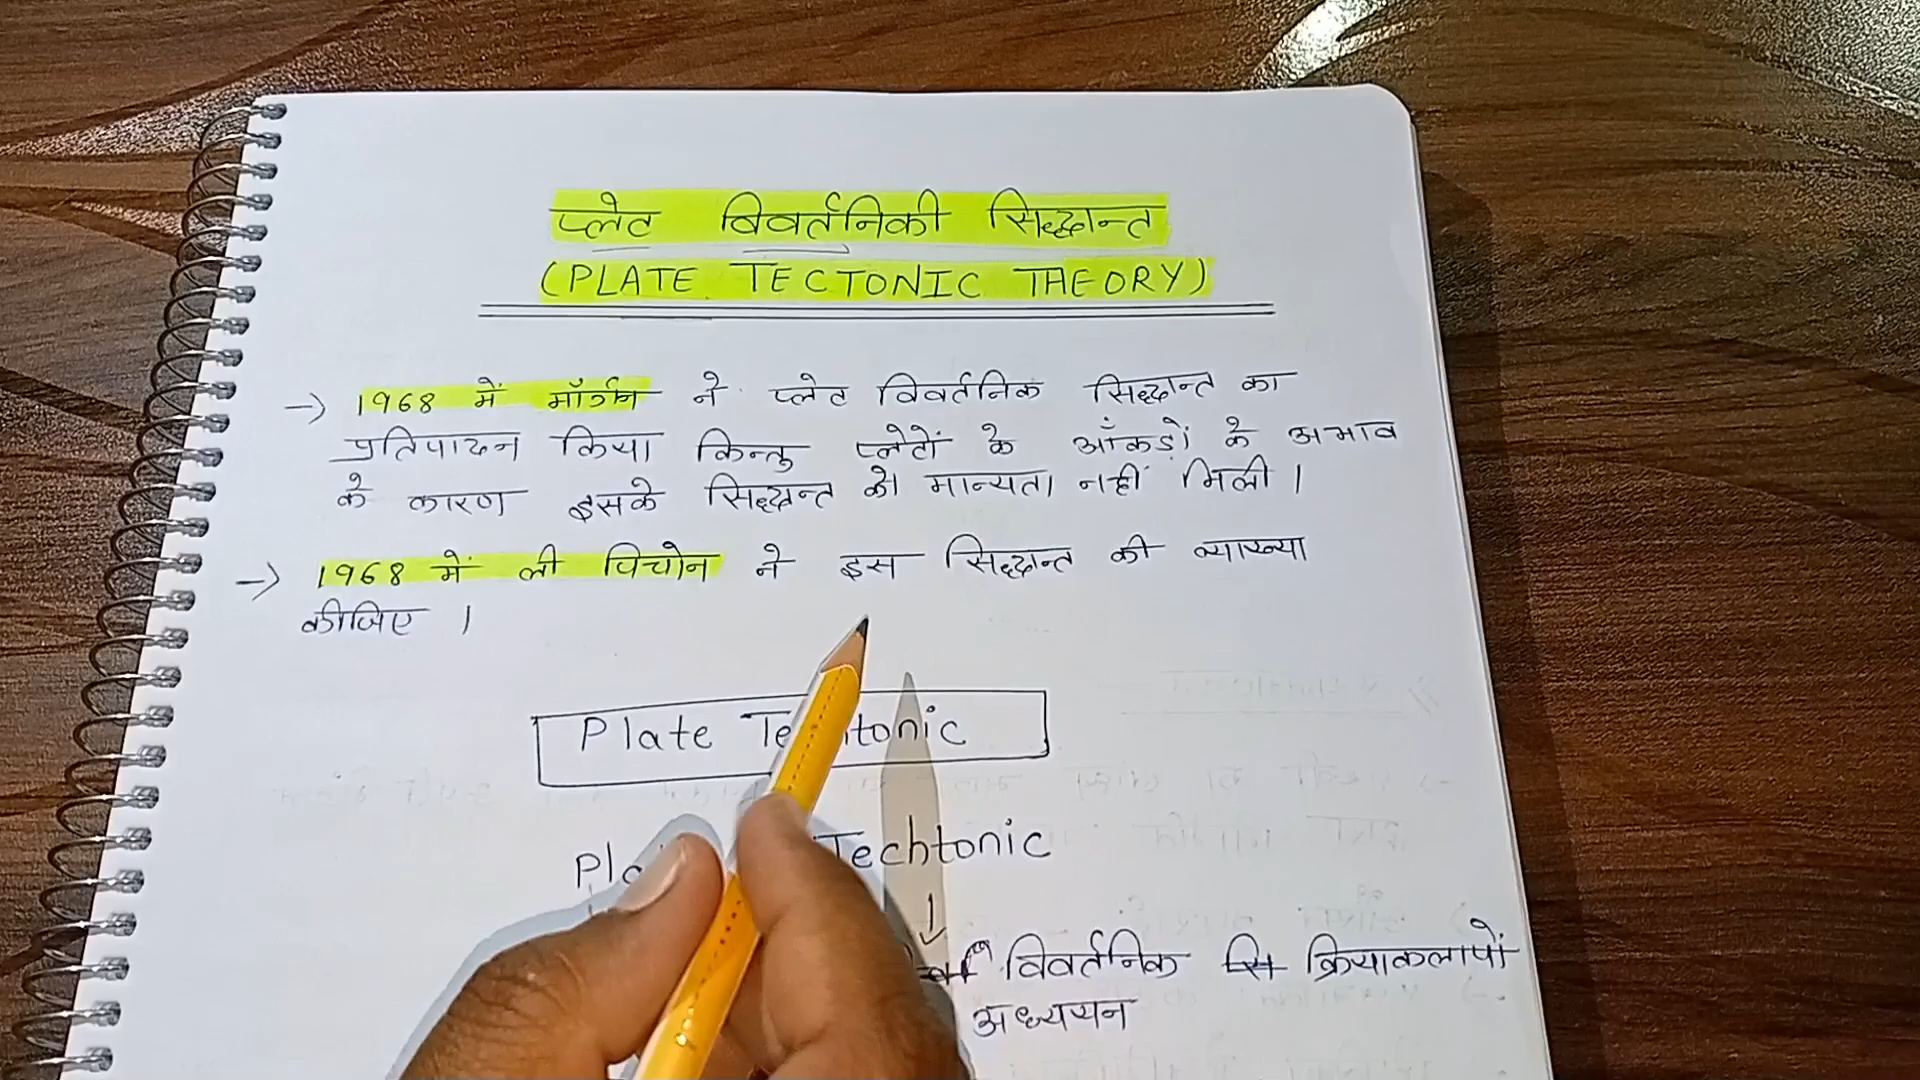 प्लेट विवर्तनिकी सिद्धान्त
(PLATE TECTONIC THEORY)
→ 1968 में मॉर्गन ने प्लेट विवर्तनिक सिद्धान्त का
प्रतिपादन किया किन्तु प्लेटों के आँकड़ों के अभाव
के कारण इसके सिद्धान्त को मान्यता नहीं मिली ।
→ 1968 में ली पिचोन ने इस सिद्धान्त की व्याख्या
कीजिए ।
Plate
Techtonic
विवर्तनिक क्रियाकलापों
अध्ययन